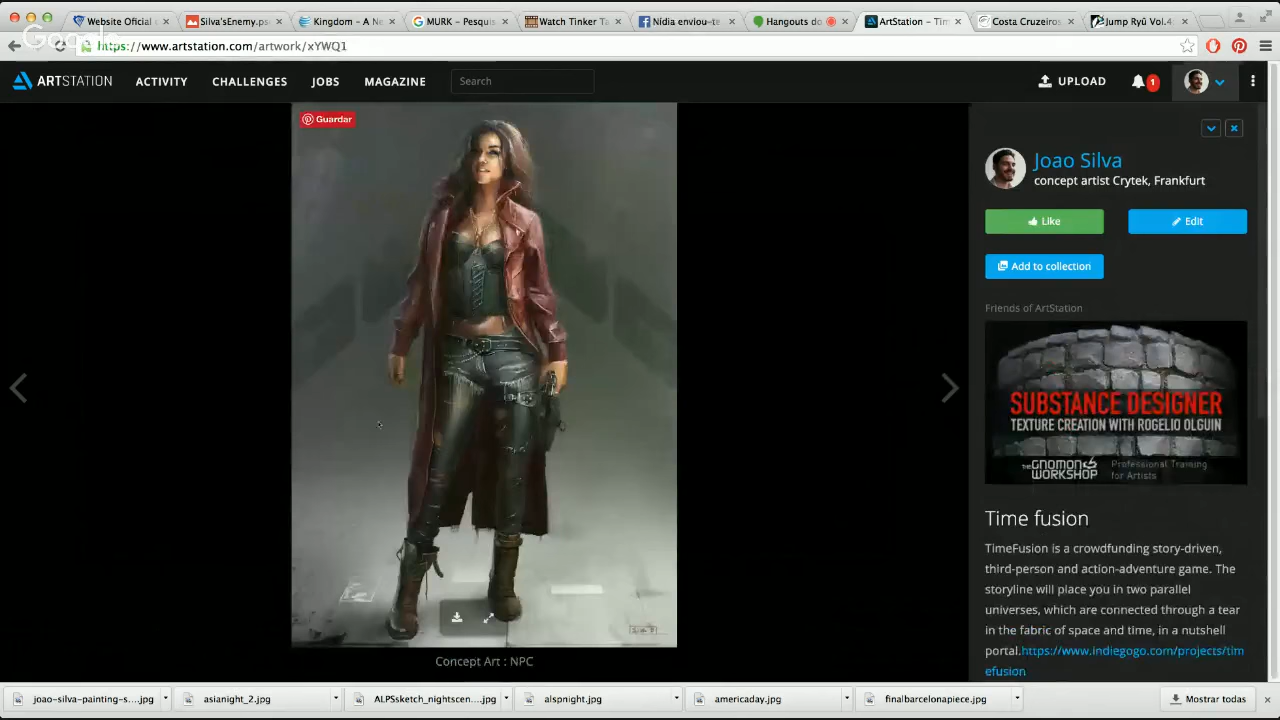 Website Oficial
Silva'sEnemy.ps
Kingdom - A Ne
MURK - Pesquis
Watch Tinker Ta
Nídia enviou-te
Hangouts do
ArtStation - Tim
Costa Cruzeiros
Jump Ryū Vol.4
Google
https://www.artstation.com/artwork/xYWQ1
ARTSTATION
ACTIVITY
CHALLENGES
JOBS
MAGAZINE
Search
UPLOAD
1
Guardar
Joao Silva
concept artist Crytek, Frankfurt
Like
Edit
Add to collection
Friends of ArtStation
SUBSTANCE DESIGNER
TEXTURE CREATION WITH ROGELIO OLGUIN
THE GNOMON WORKSHOP
Professional Training
for Artists
Time fusion
TimeFusion is a crowdfunding story-driven,
third-person and action-adventure game. The
storyline will place you in two parallel
universes, which are connected through a tear
in the fabric of space and time, in a nutshell
portal.https://www.indiegogo.com/projects/tim
efusion
Concept Art : NPC
joao-silva-painting-s....jpg
asianight_2.jpg
ALPSsketch_nightscen....jpg
alspnight.jpg
americaday.jpg
finalbarcelonapiece.jpg
Mostrar todas